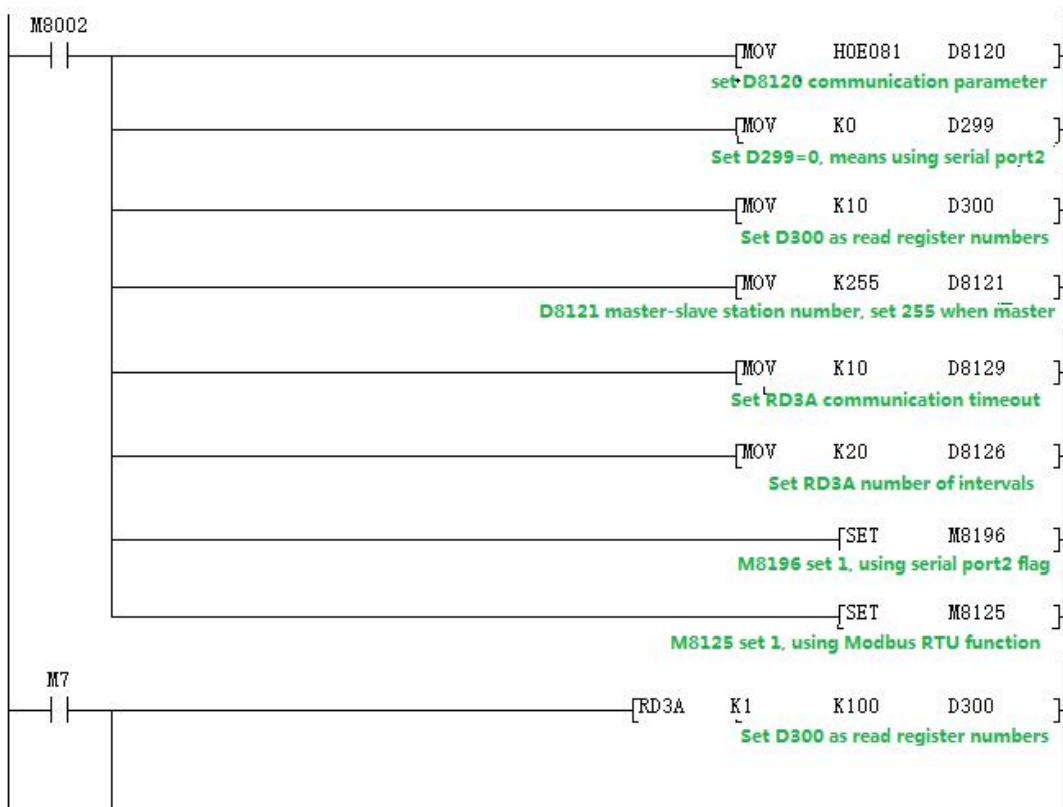 M8002
MOV H0E081 D8120
set D8120 communication parameter
MOV K0 D299
Set D299=0, means using serial port2
MOV K10 D300
Set D300 as read register numbers
MOV K255 D8121
D8121 master-slave station number, set 255 when master
MOV K10 D8129
Set RD3A communication timeout
MOV K20 D8126
Set RD3A number of intervals
SET M8196
M8196 set 1, using serial port2 flag
SET M8125
M8125 set 1, using Modbus RTU function
M7
RD3A K1 K100 D300
Set D300 as read register numbers